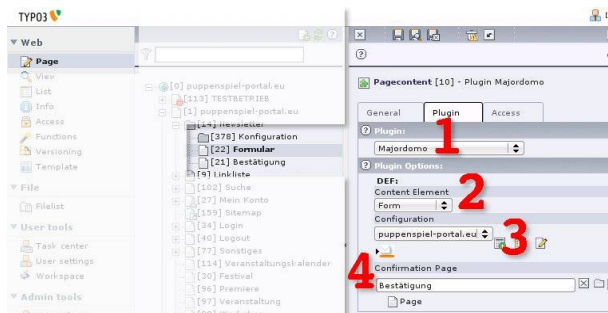 TYPO3
Web
Page
View
List
Info
Access
Functions
Versioning
Template
File
Filelist
User tools
Task center
User settings
Workspace
Admin tools
[0] puppenspiel-portal.eu
[113] TESTBETRIEB
[1] puppenspiel-portal.eu
[14] Newsletter
[378] Konfiguration
[22] Formular
[21] Bestätigung
[9] Linkliste
[102] Suche
[27] Mein Konto
[159] Sitemap
[34] Login
[40] Logout
[77] Sonstiges
[114] Veranstaltungskalender
[30] Festival
[96] Premiere
[97] Veranstaltung
Pagecontent [10] - Plugin Majordomo
General Plugin Access
Plugin:
Majordomo
1
Plugin Options:
DEF:
Content Element
2
Form
Configuration
puppenspiel-portal.eu
3
4
Confirmation Page
Bestätigung
Page